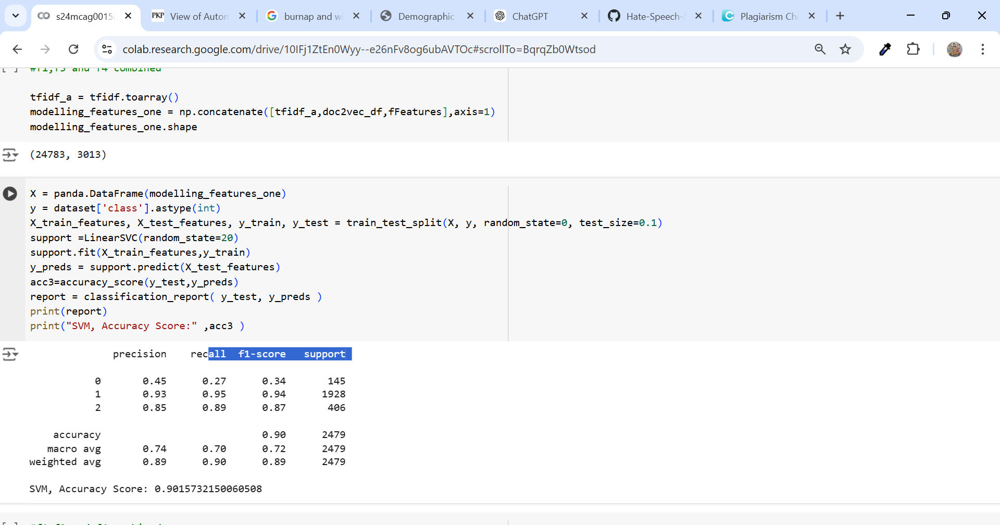 s24mcag0015
View of Autom
burnap and wi
Demographic
ChatGPT
Hate-Speech-
Plagiarism Ch
colab.research.google.com/drive/10IFj1ZtEn0Wyy--e26nFv8og6ubAVTOc#scrollTo=BqrqZb0Wtsod
[ ] #f1,f3 and f4 combined
tfidf_a = tfidf.toarray()
modelling_features_one = np.concatenate([tfidf_a,doc2vec_df,fFeatures],axis=1)
modelling_features_one.shape
(24783, 3013)
X = panda.DataFrame(modelling_features_one)
y = dataset['class'].astype(int)
X_train_features, X_test_features, y_train, y_test = train_test_split(X, y, random_state=0, test_size=0.1)
support =LinearSVC(random_state=20)
support.fit(X_train_features,y_train)
y_preds = support.predict(X_test_features)
acc3=accuracy_score(y_test,y_preds)
report = classification_report( y_test, y_preds )
print(report)
print("SVM, Accuracy Score:" ,acc3 )
precision recall f1-score support
0 0.45 0.27 0.34 145
1 0.93 0.95 0.94 1928
2 0.85 0.89 0.87 406
accuracy 0.90 2479
macro avg 0.74 0.70 0.72 2479
weighted avg 0.89 0.90 0.89 2479
SVM, Accuracy Score: 0.9015732150060508